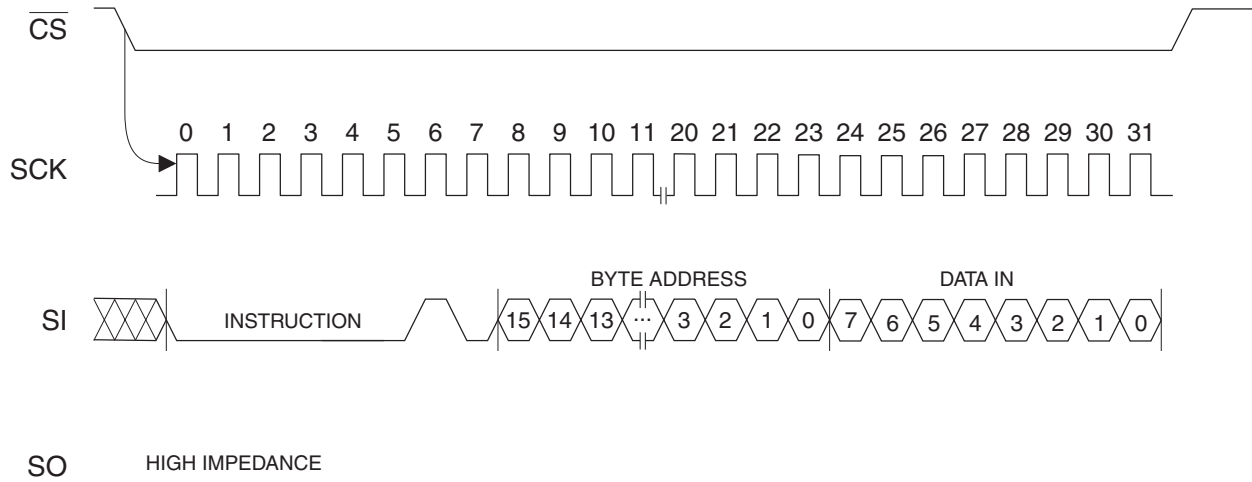 CS
0 1 2 3 4 5 6 7 8 9 10 11 20 21 22 23 24 25 26 27 28 29 30 31
SCK
BYTE ADDRESS DATA IN
SI INSTRUCTION 15 14 13 ... 3 2 1 0 7 6 5 4 3 2 1 0
SO HIGH IMPEDANCE